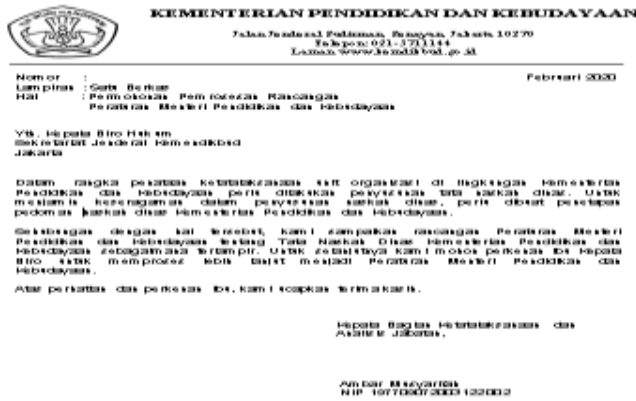 KEMENTERIAN PENDIDIKAN DAN KEBUDAYAAN
Jalan Jenderal Sudirman, Senayan, Jakarta 10270
Telepon: 021-5711144
Laman www.kemdikbud.go.id
Nomor :
Februari 2020
Lampiran : Satu Berkas
Hal : Permohonan Pemrosesan Rancangan
Peraturan Menteri Pendidikan dan Kebudayaan
Yth. Kepala Biro Hukum
Sekretariat Jenderal Kemendikbud
Jakarta
Dalam rangka penataan ketatalaksanaan unit organisasi di lingkungan Kementerian
Pendidikan dan Kebudayaan perlu dilakukan penyusunan tata naskah dinas. Untuk
menjamin keseragaman dalam penyusunan naskah dinas, perlu dibuat penetapan
pedoman naskah dinas Kementerian Pendidikan dan Kebudayaan.
Sehubungan dengan hal tersebut, kami sampaikan rancangan Peraturan Menteri
Pendidikan dan Kebudayaan tentang Tata Naskah Dinas Kementerian Pendidikan dan
Kebudayaan sebagaimana terlampir. Untuk selanjutnya kami mohon perkenan Ibu Kepala
Biro untuk memproses lebih lanjut menjadi Peraturan Menteri Pendidikan dan
Kebudayaan.
Atas perhatian dan perkenan Ibu, kami ucapkan terima kasih.
Kepala Bagian Ketatalaksanaan dan
Analisis Jabatan,
Ambar
NIP 197708072003122002